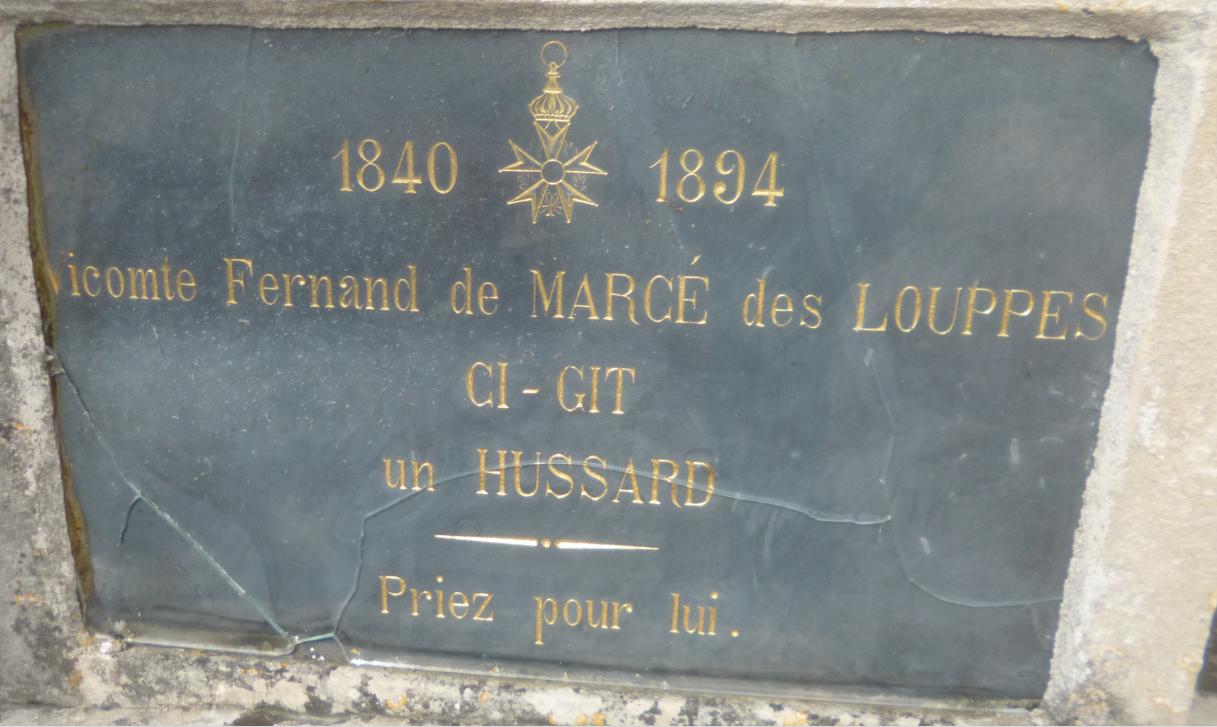 1840 1894
Vicomte Fernand de MARCÉ des LOUPPES
CI-GIT
un HUSSARD
Priez pour lui.